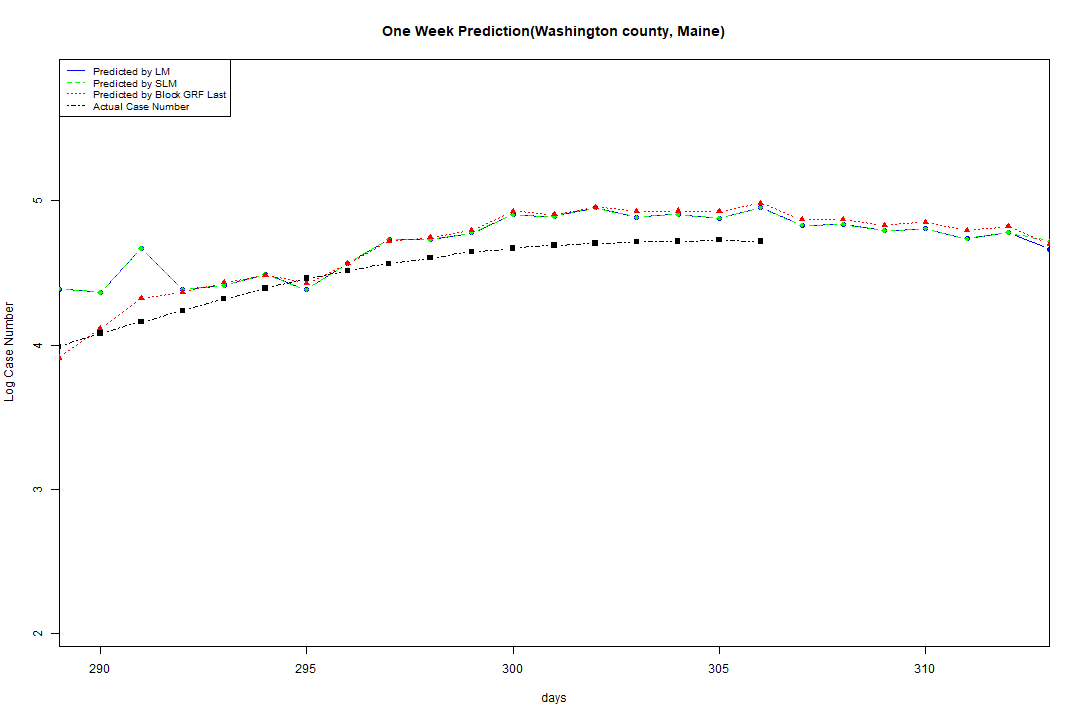 One Week Prediction(Washington county, Maine)
Predicted by LM
Predicted by SLM
Predicted by Block GRF Last
Actual Case Number
5
4
3
2
Log Case Number
290 295 300 305 310
days